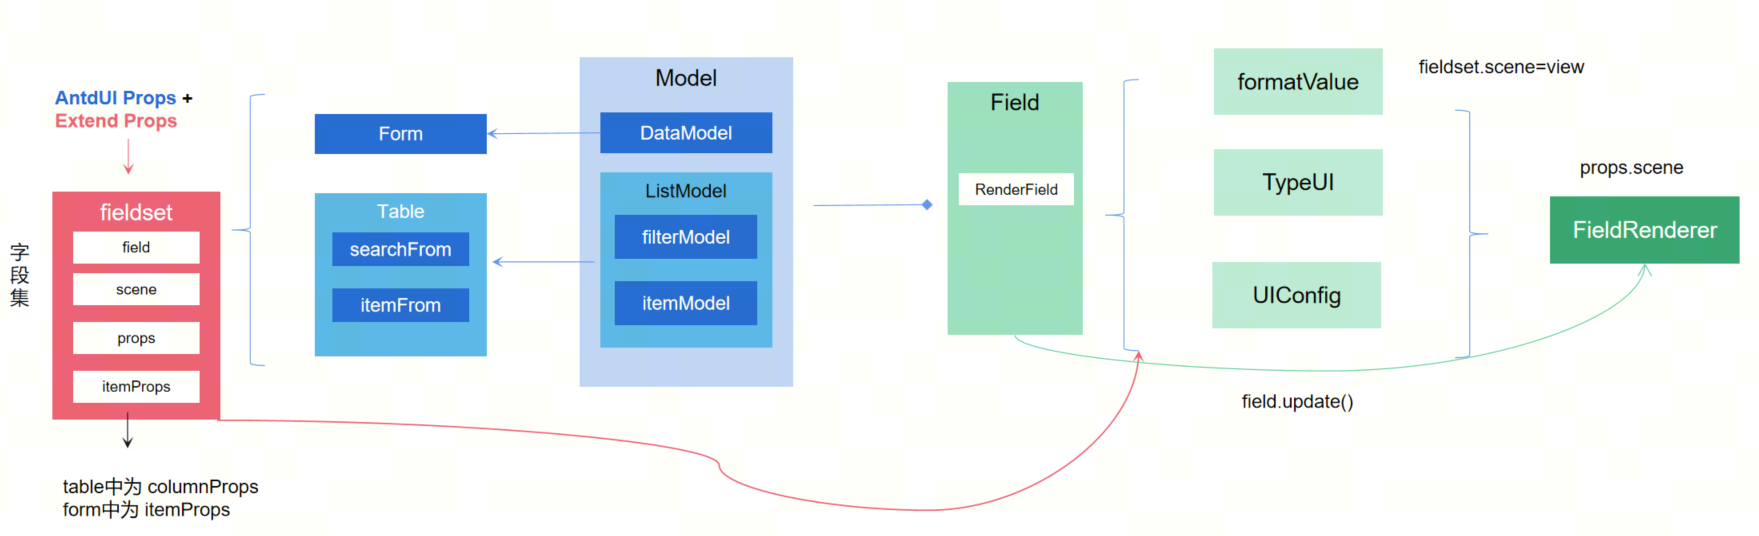 AntdUI Props +
Extend Props
字段集
fieldset
field
scene
props
itemProps
table中为 columnProps
form中为 itemProps
Form
Table
searchFrom
itemFrom
Model
DataModel
ListModel
filterModel
itemModel
Field
RenderField
formatValue
TypeUI
UIConfig
fieldset.scene=view
props.scene
FieldRenderer
field.update()